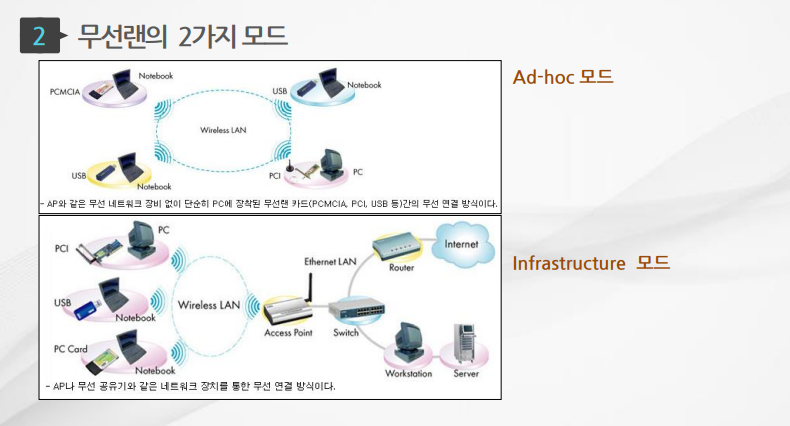 2 무선랜의 2가지 모드
Ad-hoc 모드
PCMCIA
Notebook
USB
Notebook
Wireless LAN
USB
Notebook
PCI
PC
- AP와 같은 무선 네트워크 장비 없이 단순히 PC에 장착된 무선랜 카드(PCMCIA, PCI, USB 등)간의 무선 연결 방식이다.
Infrastructure 모드
PCI
PC
USB
Notebook
PC Card
Notebook
Wireless LAN
Access Point
Ethernet LAN
Switch
Router
Internet
Workstation
Server
- AP나 무선 공유기와 같은 네트워크 장치를 통한 무선 연결 방식이다.